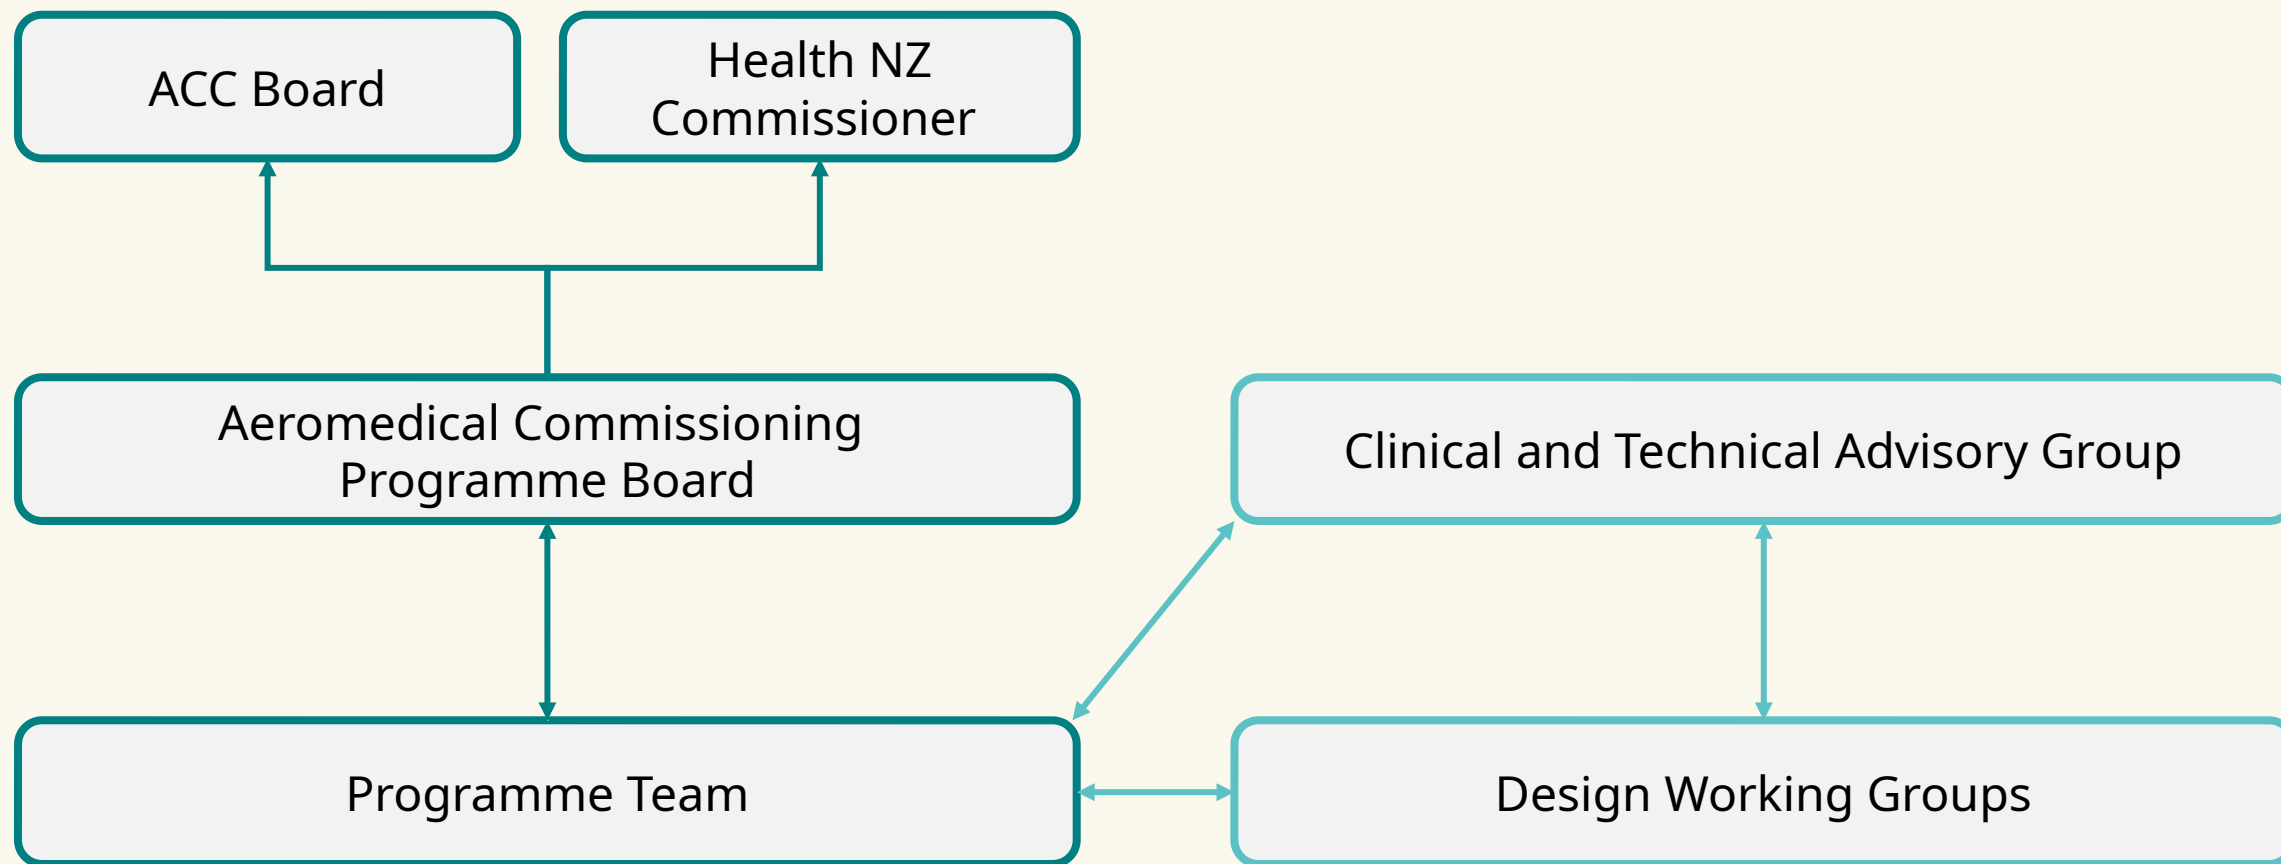 ACC Board
Health NZ
Commissioner
Aeromedical Commissioning
Programme Board
Clinical and Technical Advisory Group
Programme Team
Design Working Groups